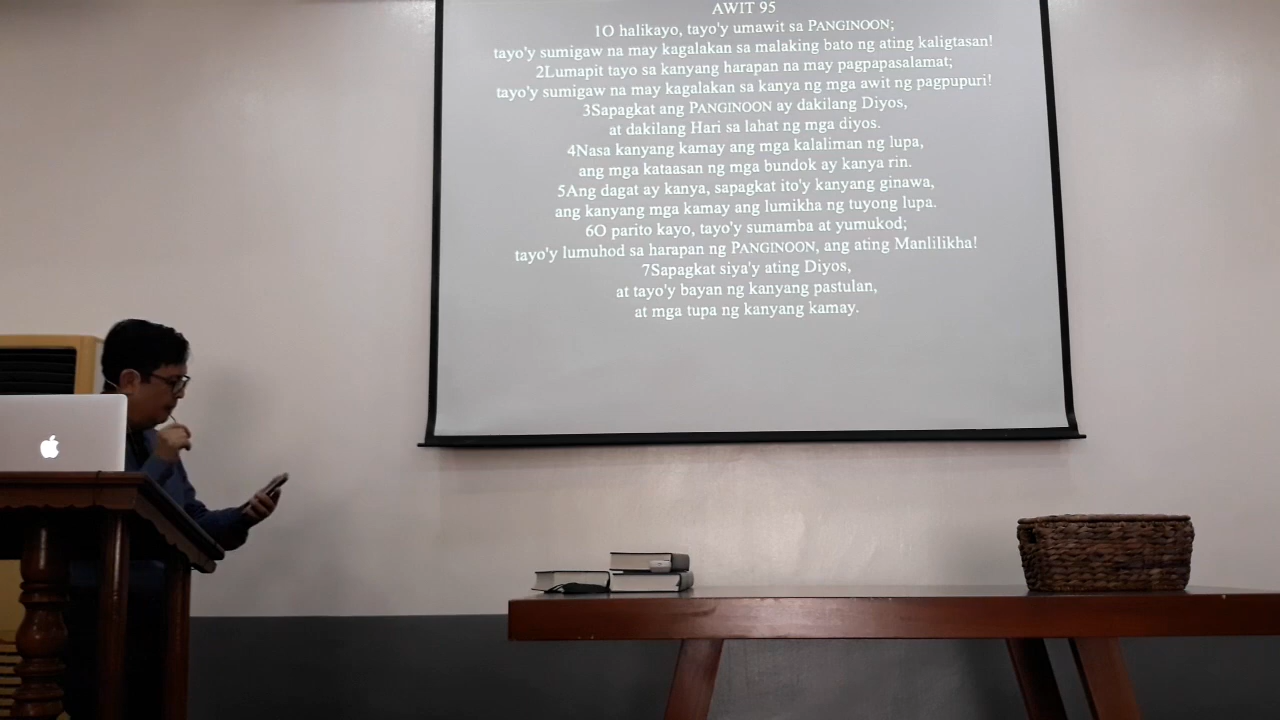 AWIT 95
1O halikayo, tayo'y umawit sa PANGINOON;
tayo'y sumigaw na may kagalakan sa malaking bato ng ating kaligtasan!
2Lumapit tayo sa kanyang harapan na may pagpapasalamat;
tayo'y sumigaw na may kagalakan sa kanya ng mga awit ng pagpupuri!
3Sapagkat ang PANGINOON ay dakilang Diyos,
at dakilang Hari sa lahat ng mga diyos.
4Nasa kanyang kamay ang mga kalaliman ng lupa,
ang mga kataasan ng mga bundok ay kanya rin.
5Ang dagat ay kanya, sapagkat ito'y kanyang ginawa,
ang kanyang mga kamay ang lumikha ng tuyong lupa.
6O parito kayo, tayo'y sumamba at yumukod;
tayo'y lumuhod sa harapan ng PANGINOON, ang ating Manlilikha!
7Sapagkat siya'y ating Diyos,
at tayo'y bayan ng kanyang pastulan,
at mga tupa ng kanyang kamay.